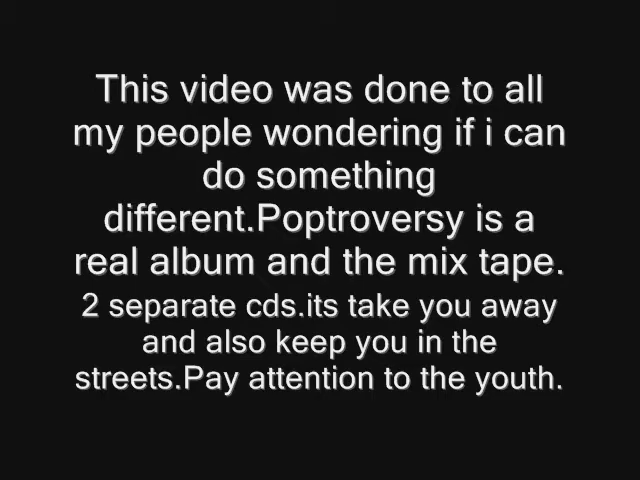 This video was done to all
my people wondering if i can
do something
different.Poptroversy is a
real album and the mix tape.
2 separate cds.its take you away
and also keep you in the
streets.Pay attention to the youth.